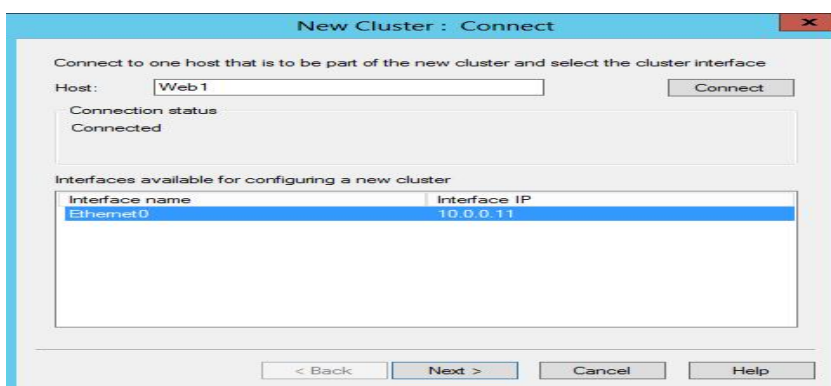 New Cluster : Connect
x
Connect to one host that is to be part of the new cluster and select the cluster interface
Host: Web1 Connect
Connection status
Connected
Interfaces available for configuring a new cluster
Interface name Interface IP
Ethernet0 10.0.0.11
< Back Next > Cancel Help